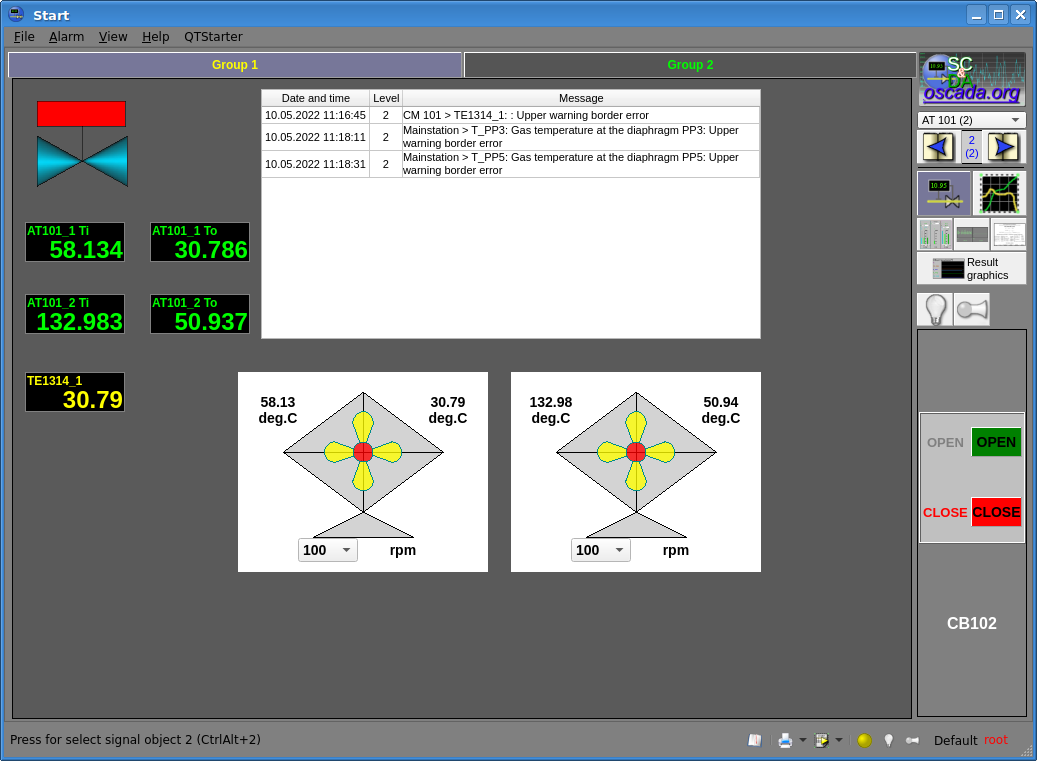 Start
File Alarm View Help QTStarter
Group 1
Group 2
SC
&
DA
oscada.org
AT 101 (2)
2
(2)
10.95
Result
graphics
Date and time Level Message
10.05.2022 11:16:45 2 CM 101 > TE1314_1: : Upper warning border error
10.05.2022 11:18:11 2 Mainstation > T_PP3: Gas temperature at the diaphragm PP3: Upper
warning border error
10.05.2022 11:18:31 2 Mainstation > T_PP5: Gas temperature at the diaphragm PP5: Upper
warning border error
AT101_1 Ti
58.134
AT101_1 To
30.786
AT101_2 Ti
132.983
AT101_2 To
50.937
TE1314_1
30.79
58.13
deg.C
30.79
deg.C
100
rpm
132.98
deg.C
50.94
deg.C
100
rpm
OPEN OPEN
CLOSE CLOSE
CB102
Press for select signal object 2 (CtrlAlt+2)
Default root